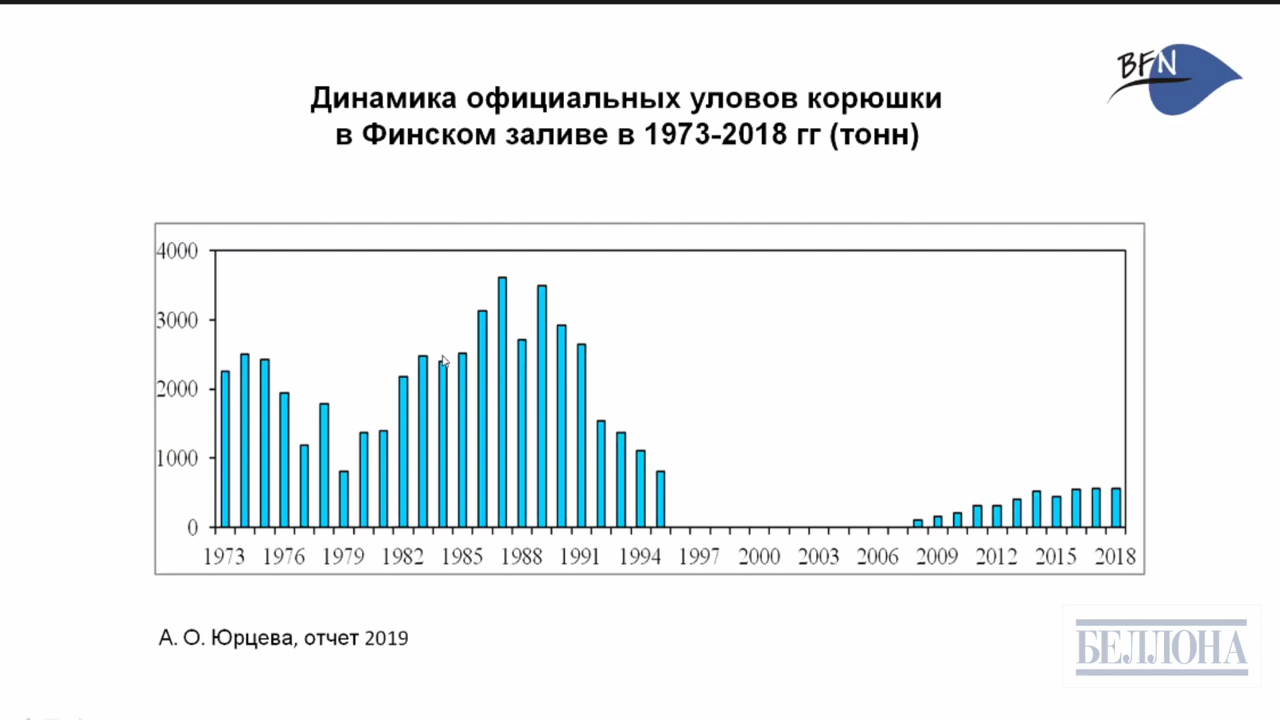 BFN
Динамика официальных уловов корюшки
в Финском заливе в 1973-2018 гг (тонн)
4000
3000
2000
1000
0
1973 1976 1979 1982 1985 1988 1991 1994 1997 2000 2003 2006 2009 2012 2015 2018
А. О. Юрцева, отчет 2019
БЕЛЛОНА